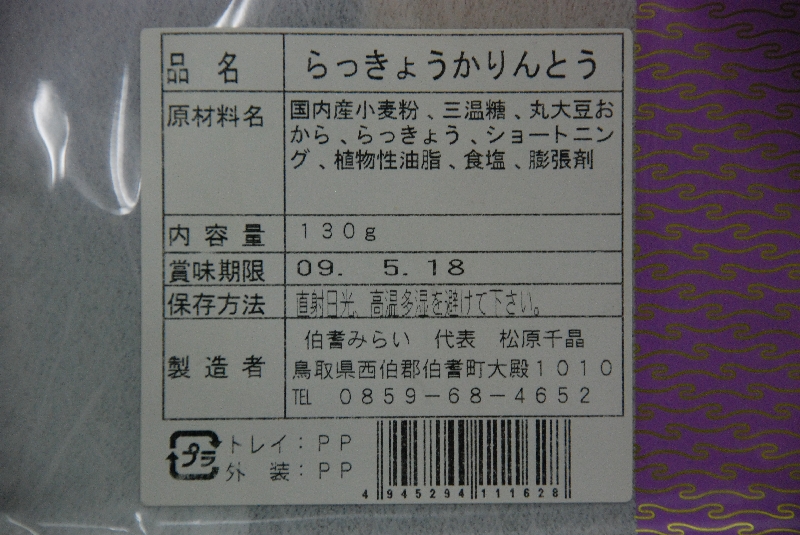 品名 らっきょうかりんとう
原材料名 国内産小麦粉、三温糖、丸大豆お
から、らっきょう、ショートニン
グ、植物性油脂、食塩、膨張剤
内容量 130g
賞味期限 09. 5.18
保存方法 直射日光、高温多湿を避けて下さい。
製造者 伯耆みらい 代表 松原千晶
鳥取県西伯郡伯耆町大殿1010
TEL 0859-68-4652
プラ
トレイ:PP
外装:PP
4 945294 111628